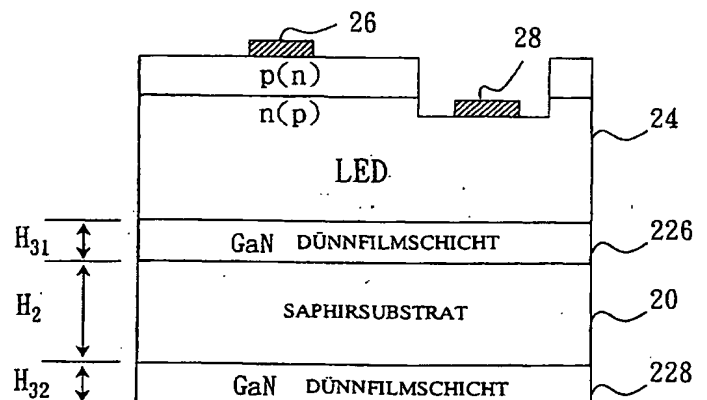 26
28
p(n)
n(p)
24
LED
H31
GaN DÜNNFILMSCHICHT
226
H2
SAPHIRSUBSTRAT
20
H32
GaN DÜNNFILMSCHICHT
228